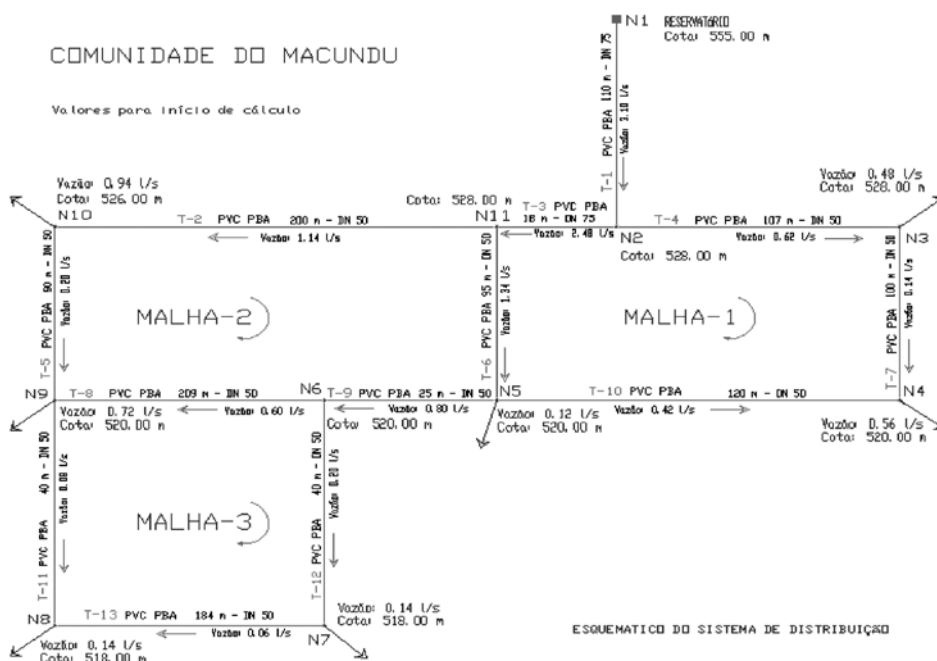 N1 RESERVATÓRIO
Cota: 555.00 m
COMUNIDADE DO MACUNDU
Valores para início de cálculo
T-1 PVC PBA 110 m - DN 75
Vazão: 3.10 l/s
Vazão: 0.94 l/s
Cota: 526.00 m
N10
T-2 PVC PBA 200 m - DN 50
Vazão: 1.14 l/s
Cota: 528.00 m
N11
T-3 PVC PBA
18 m - DN 75
Vazão: 2.48 l/s
N2
Cota: 528.00 m
T-4 PVC PBA 107 m - DN 50
Vazão: 0.62 l/s
Vazão: 0.48 l/s
Cota: 528.00 m
N3
T-5 PVC PBA 90 m - DN 50
Vazão: 0.20 l/s
MALHA-2
T-6 PVC PBA 95 m - DN 50
Vazão: 1.34 l/s
MALHA-1
T-7 PVC PBA 100 m - DN 50
Vazão: 0.14 l/s
N9
T-8 PVC PBA 209 m - DN 50
Vazão: 0.60 l/s
Vazão: 0.72 l/s
Cota: 520.00 m
N6
T-9 PVC PBA 25 m - DN 50
Vazão: 0.80 l/s
Cota: 520.00 m
N5
Vazão: 0.12 l/s
Cota: 520.00 m
T-10 PVC PBA 120 m - DN 50
Vazão: 0.42 l/s
N4
Vazão: 0.56 l/s
Cota: 520.00 m
T-11 PVC PBA 40 m - DN 50
Vazão: 0.08 l/s
MALHA-3
T-12 PVC PBA 40 m - DN 50
Vazão: 0.20 l/s
N8
T-13 PVC PBA 184 m - DN 50
Vazão: 0.06 l/s
Vazão: 0.14 l/s
Cota: 518.00 m
N7
Vazão: 0.14 l/s
Cota: 518.00 m
ESQUEMATICO DO SISTEMA DE DISTRIBUIÇÃO